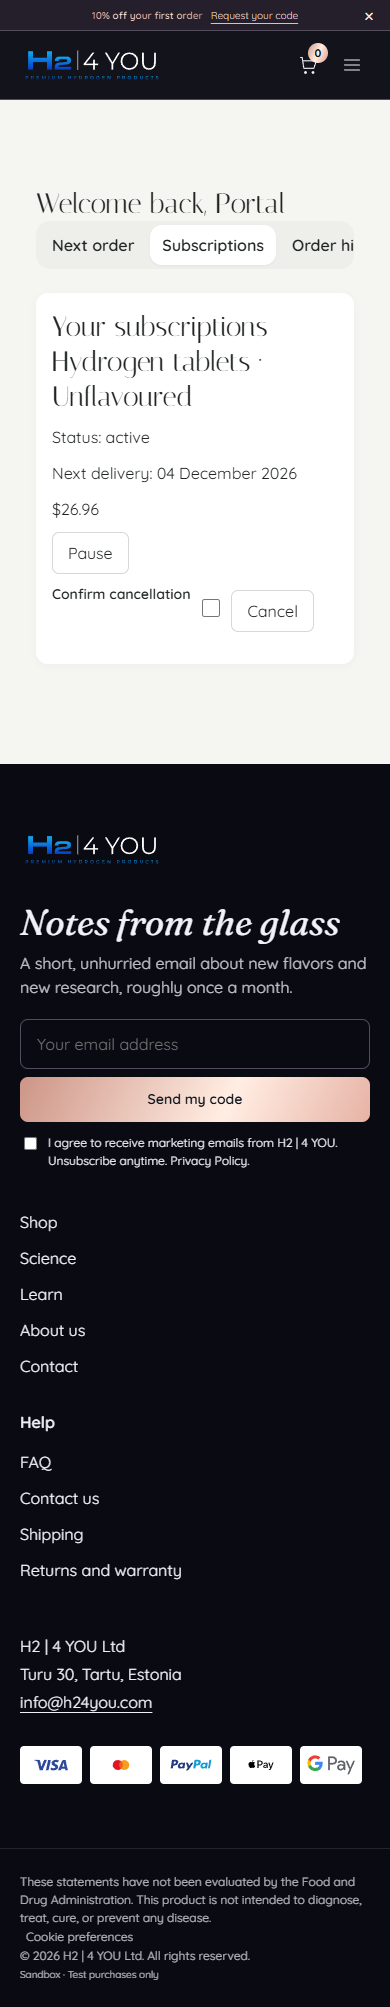 10% off your first order Request your code ×
H2|4 YOU
PREMIUM HYDROGEN PRODUCTS
0
Welcome back, Portal
Next order Subscriptions Order hi
Your subscriptions
Hydrogen tablets ·
Unflavoured
Status: active
Next delivery: 04 December 2026
$26.96
Pause
Confirm cancellation
Cancel
H2|4 YOU
PREMIUM HYDROGEN PRODUCTS
Notes from the glass
A short, unhurried email about new flavors and
new research, roughly once a month.
Your email address
Send my code
I agree to receive marketing emails from H2 | 4 YOU.
Unsubscribe anytime. Privacy Policy.
Shop
Science
Learn
About us
Contact
Help
FAQ
Contact us
Shipping
Returns and warranty
H2 | 4 YOU Ltd
Turu 30, Tartu, Estonia
info@h24you.com
VISA PayPal Pay G Pay
These statements have not been evaluated by the Food and
Drug Administration. This product is not intended to diagnose,
treat, cure, or prevent any disease.
Cookie preferences
© 2026 H2 | 4 YOU Ltd. All rights reserved.
Sandbox · Test purchases only